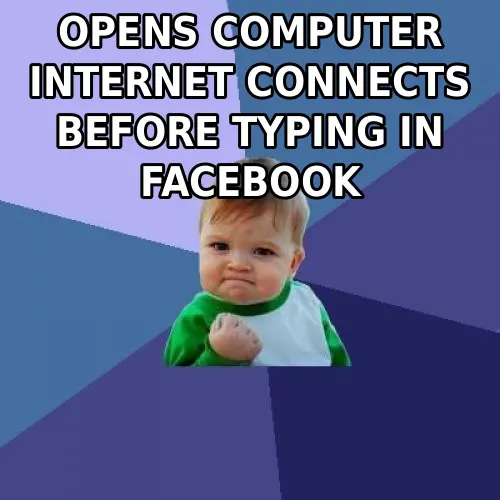 OPENS COMPUTER
INTERNET CONNECTS
BEFORE TYPING IN
FACEBOOK